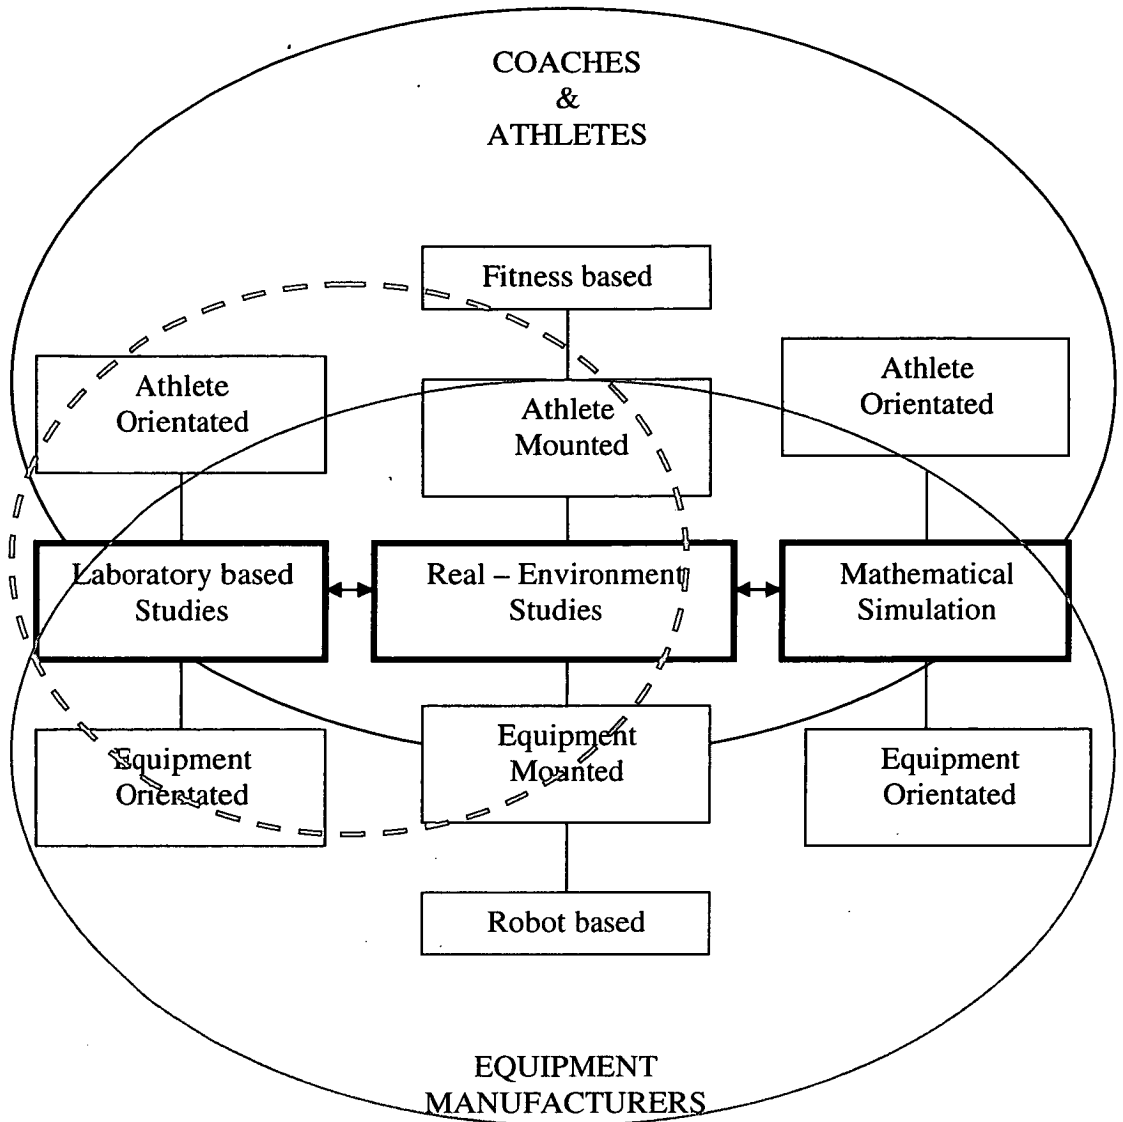 COACHES
&
ATHLETES
Fitness based
Athlete
Orientated
Athlete
Mounted
Athlete
Orientated
Laboratory based
Studies
Real – Environment
Studies
Mathematical
Simulation
Equipment
Orientated
Equipment
Mounted
Equipment
Orientated
Robot based
EQUIPMENT
MANUFACTURERS